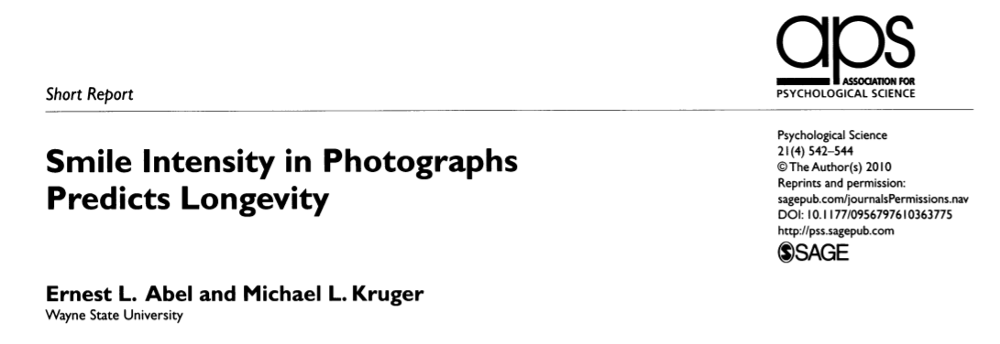 aps
ASSOCIATION FOR
PSYCHOLOGICAL SCIENCE
Short Report
Smile Intensity in Photographs
Predicts Longevity
Ernest L. Abel and Michael L. Kruger
Wayne State University
Psychological Science
21(4) 542–544
© The Author(s) 2010
Reprints and permission:
sagepub.com/journalsPermissions.nav
DOI: 10.1177/0956797610363775
http://pss.sagepub.com
SAGE